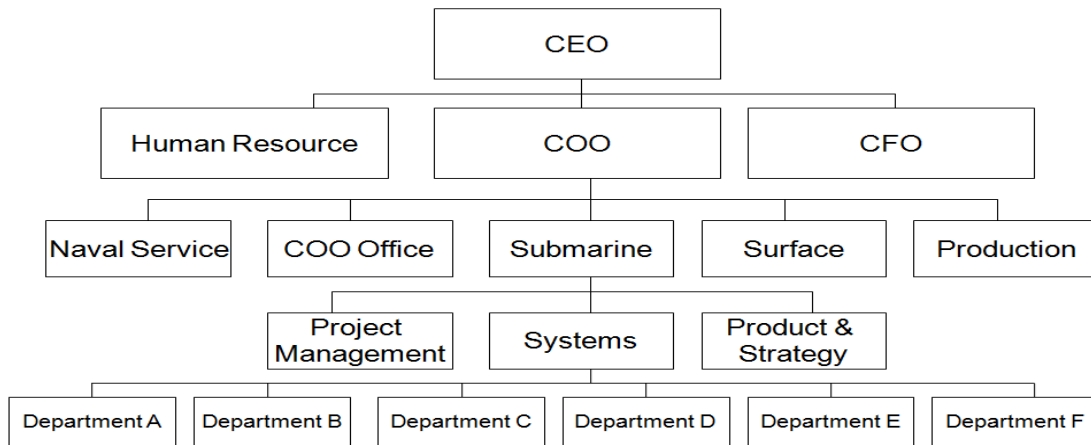 CEO
Human Resource
COO
CFO
Naval Service
COO Office
Submarine
Surface
Production
Project
Management
Systems
Product &
Strategy
Department A
Department B
Department C
Department D
Department E
Department F